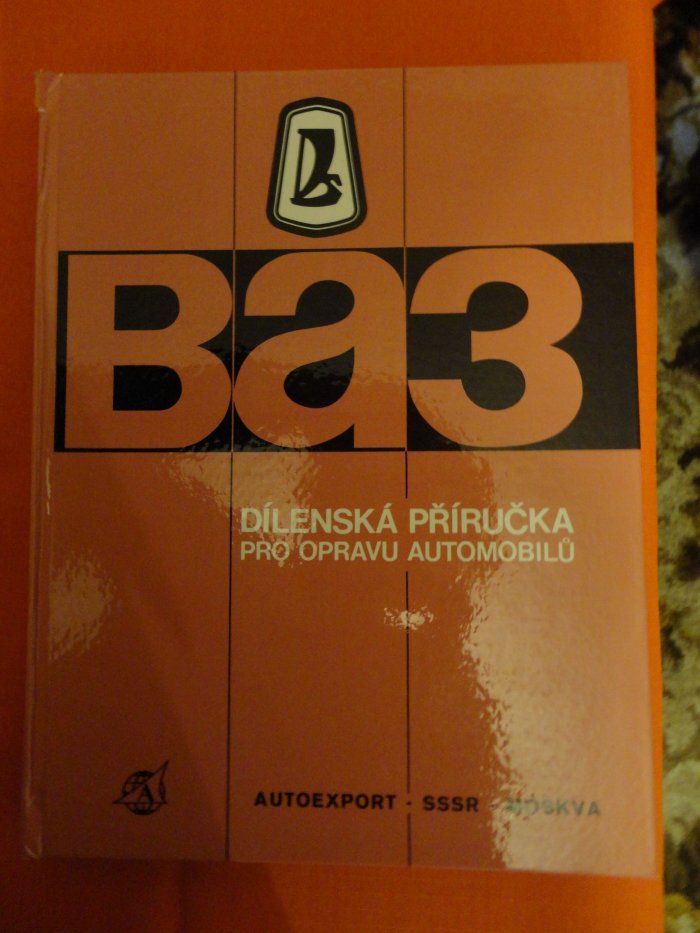 ваз
DÍLENSKÁ PŘÍRUČKA
PRO OPRAVU AUTOMOBILŮ
AUTOEXPORT - SSSR - MOSKVA